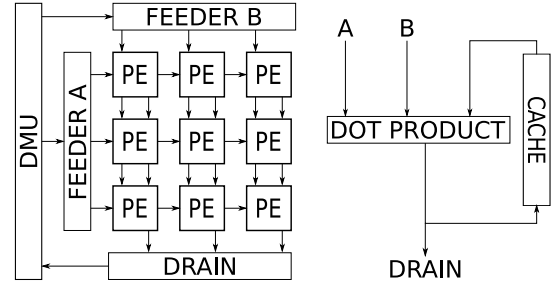 FEEDER B
DMU
FEEDER A
PE PE PE
PE PE PE
PE PE PE
DRAIN
A B
DOT PRODUCT
CACHE
DRAIN